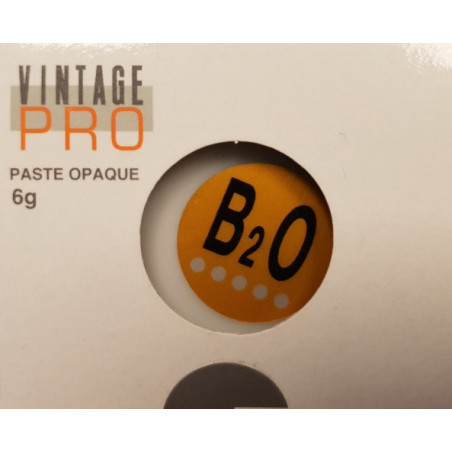 VINTAGE
PRO
PASTE OPAQUE
6g
B2O